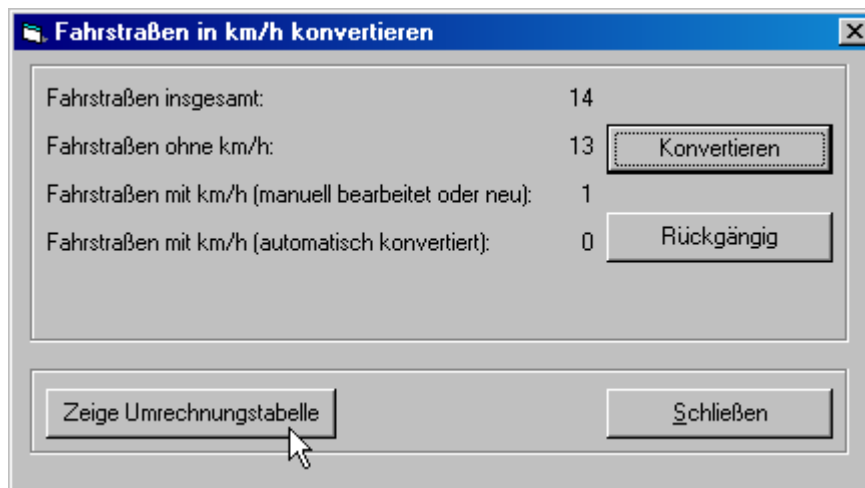 Fahrstraßen in km/h konvertieren
Fahrstraßen insgesamt: 14
Fahrstraßen ohne km/h: 13
Konvertieren
Fahrstraßen mit km/h (manuell bearbeitet oder neu): 1
Fahrstraßen mit km/h (automatisch konvertiert): 0
Rückgängig
Zeige Umrechnungstabelle
Schließen